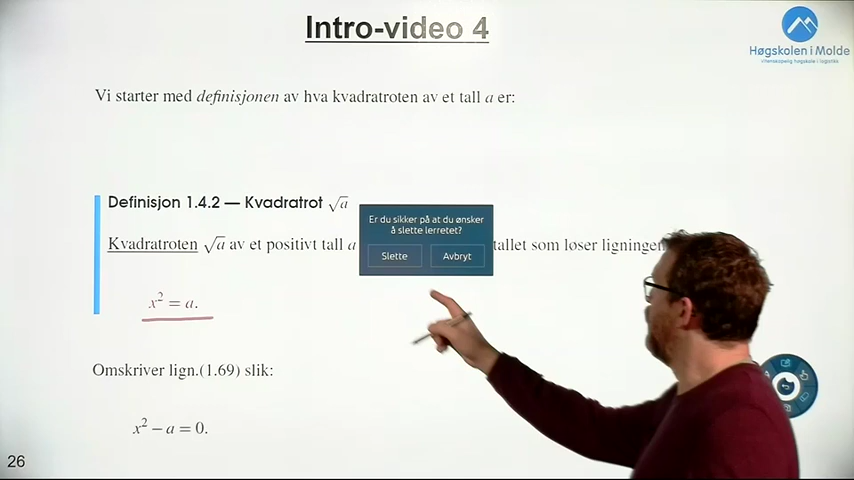 Intro-video 4
Høgskolen i Molde
Vitenskapelig høgskole i logistikk
Vi starter med definisjonen av hva kvadratroten av et tall a er:
Definisjon 1.4.2 — Kvadratrot √a
Kvadratroten √a av et positivt tall a
tallet som løser ligningen
Er du sikker på at du ønsker
å slette lerretet?
Slette
Avbryt
x² = a.
Omskriver lign.(1.69) slik:
x² − a = 0.
26